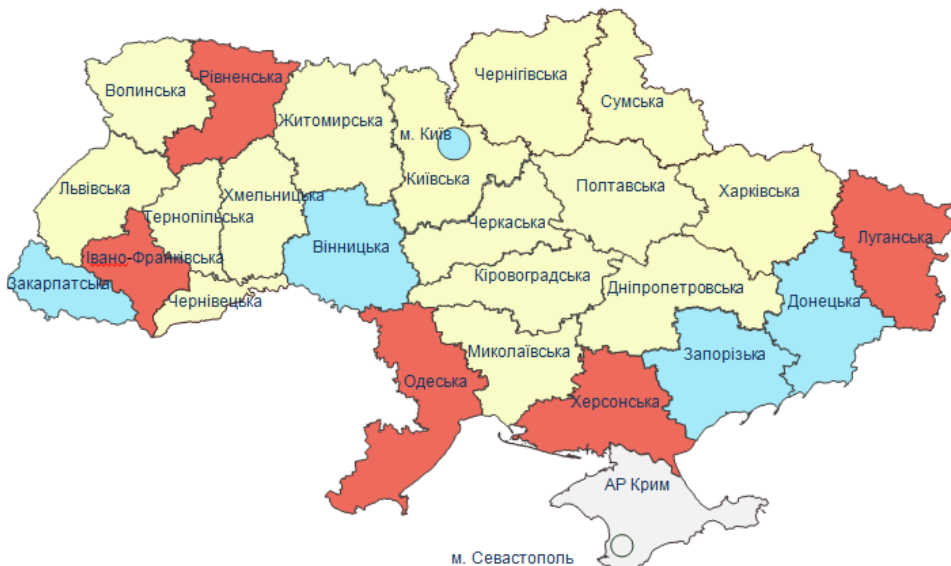 Чернігівська
Рівненська
Волинська
Сумська
Житомирська
м. Київ
Київська
Полтавська
Харківська
Львівська
Хмельницька
Тернопільська
Черкаська
Луганська
Вінницька
Івано-Франківська
Кіровоградська
Закарпатська
Дніпропетровська
Донецька
Чернівецька
Миколаївська
Запорізька
Одеська
Херсонська
АР Крим
м. Севастополь